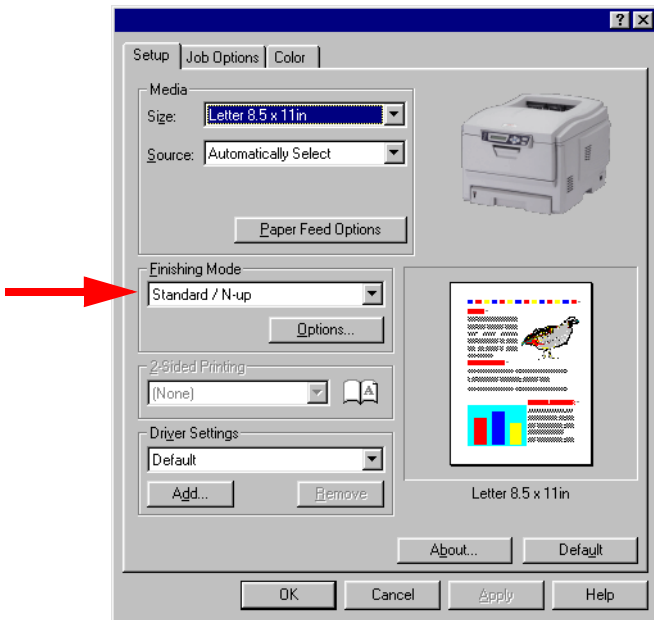 Setup
Job Options
Color
Media
Size:
Letter 8.5 x 11in
Source:
Automatically Select
Paper Feed Options
Finishing Mode
Standard / N-up
Options...
2-Sided Printing
(None)
A
Driver Settings
Default
Add...
Remove
Letter 8.5 x 11in
About...
Default
OK
Cancel
Apply
Help